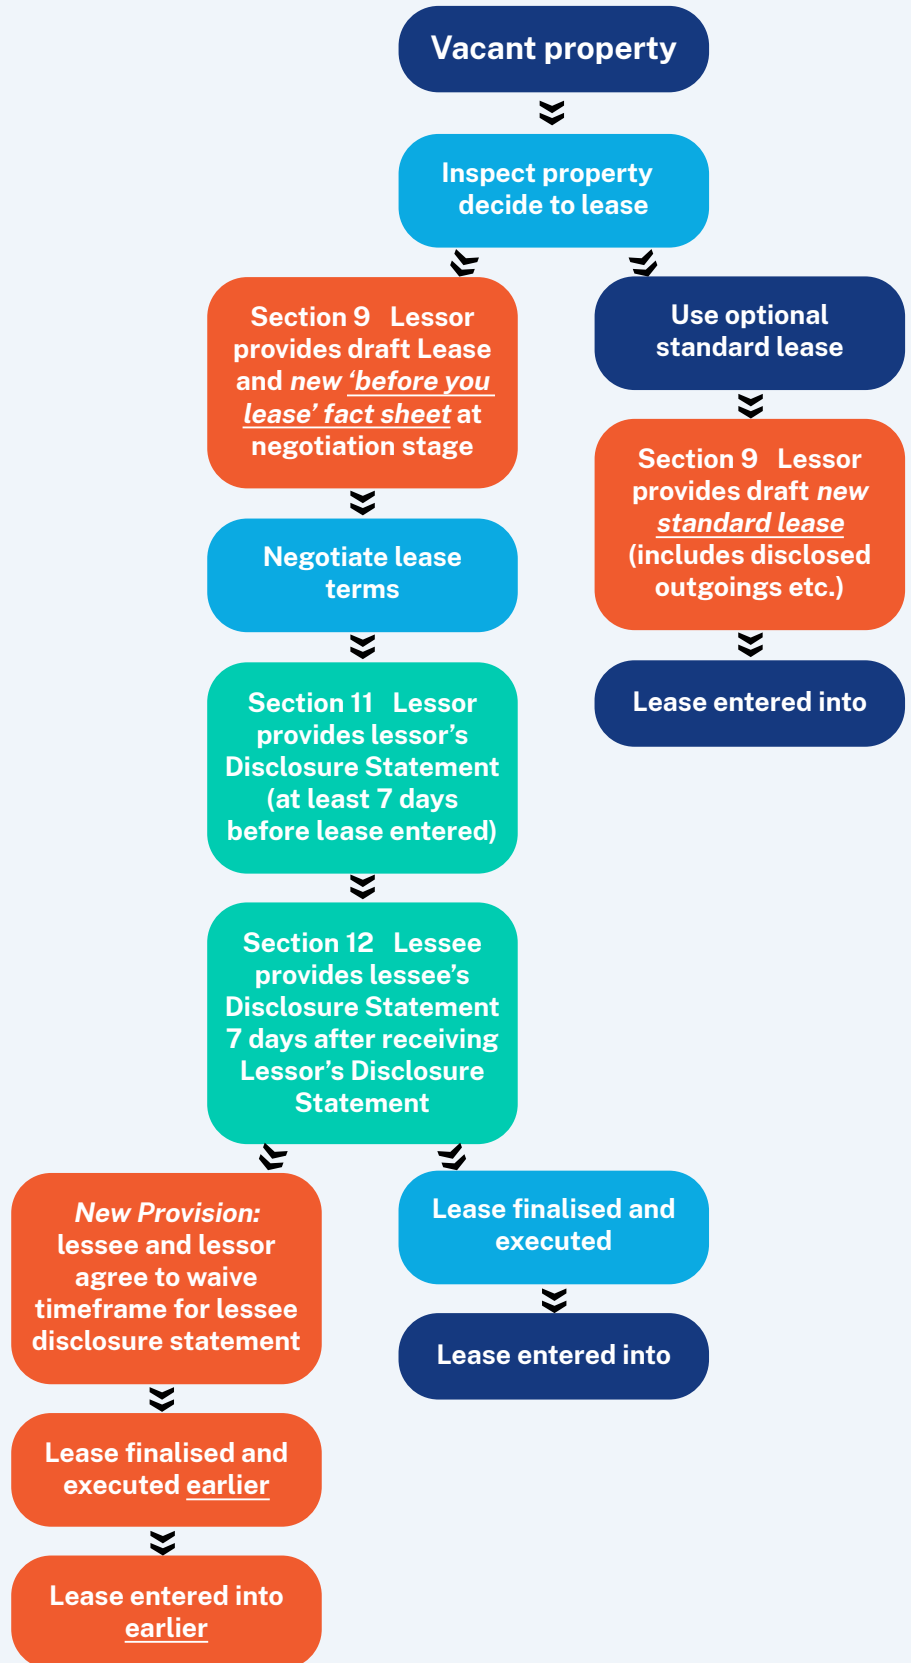 Vacant property
Inspect property
decide to lease
Section 9 Lessor
provides draft Lease
and new ‘before you
lease’ fact sheet at
negotiation stage
Negotiate lease
terms
Section 11 Lessor
provides lessor’s
Disclosure Statement
(at least 7 days
before lease entered)
Section 12 Lessee
provides lessee’s
Disclosure Statement
7 days after receiving
Lessor’s Disclosure
Statement
New Provision:
lessee and lessor
agree to waive
timeframe for lessee
disclosure statement
Lease finalised and
executed earlier
Lease entered into
earlier
Lease finalised and
executed
Lease entered into
Use optional
standard lease
Section 9 Lessor
provides draft new
standard lease
(includes disclosed
outgoings etc.)
Lease entered into